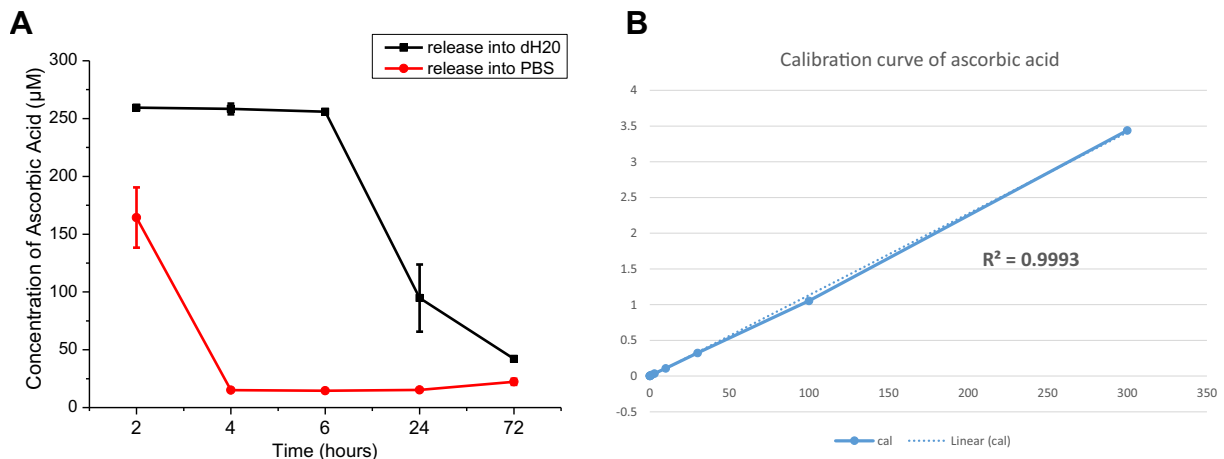 A
release into dH20
release into PBS
300
250
200
150
100
50
0
Concentration of Ascorbic Acid (µM)
2 4 6 24 72
Time (hours)
B
Calibration curve of ascorbic acid
4
3.5
3
2.5
2
1.5
1
0.5
0
-0.5
R² = 0.9993
0 50 100 150 200 250 300 350
cal Linear (cal)